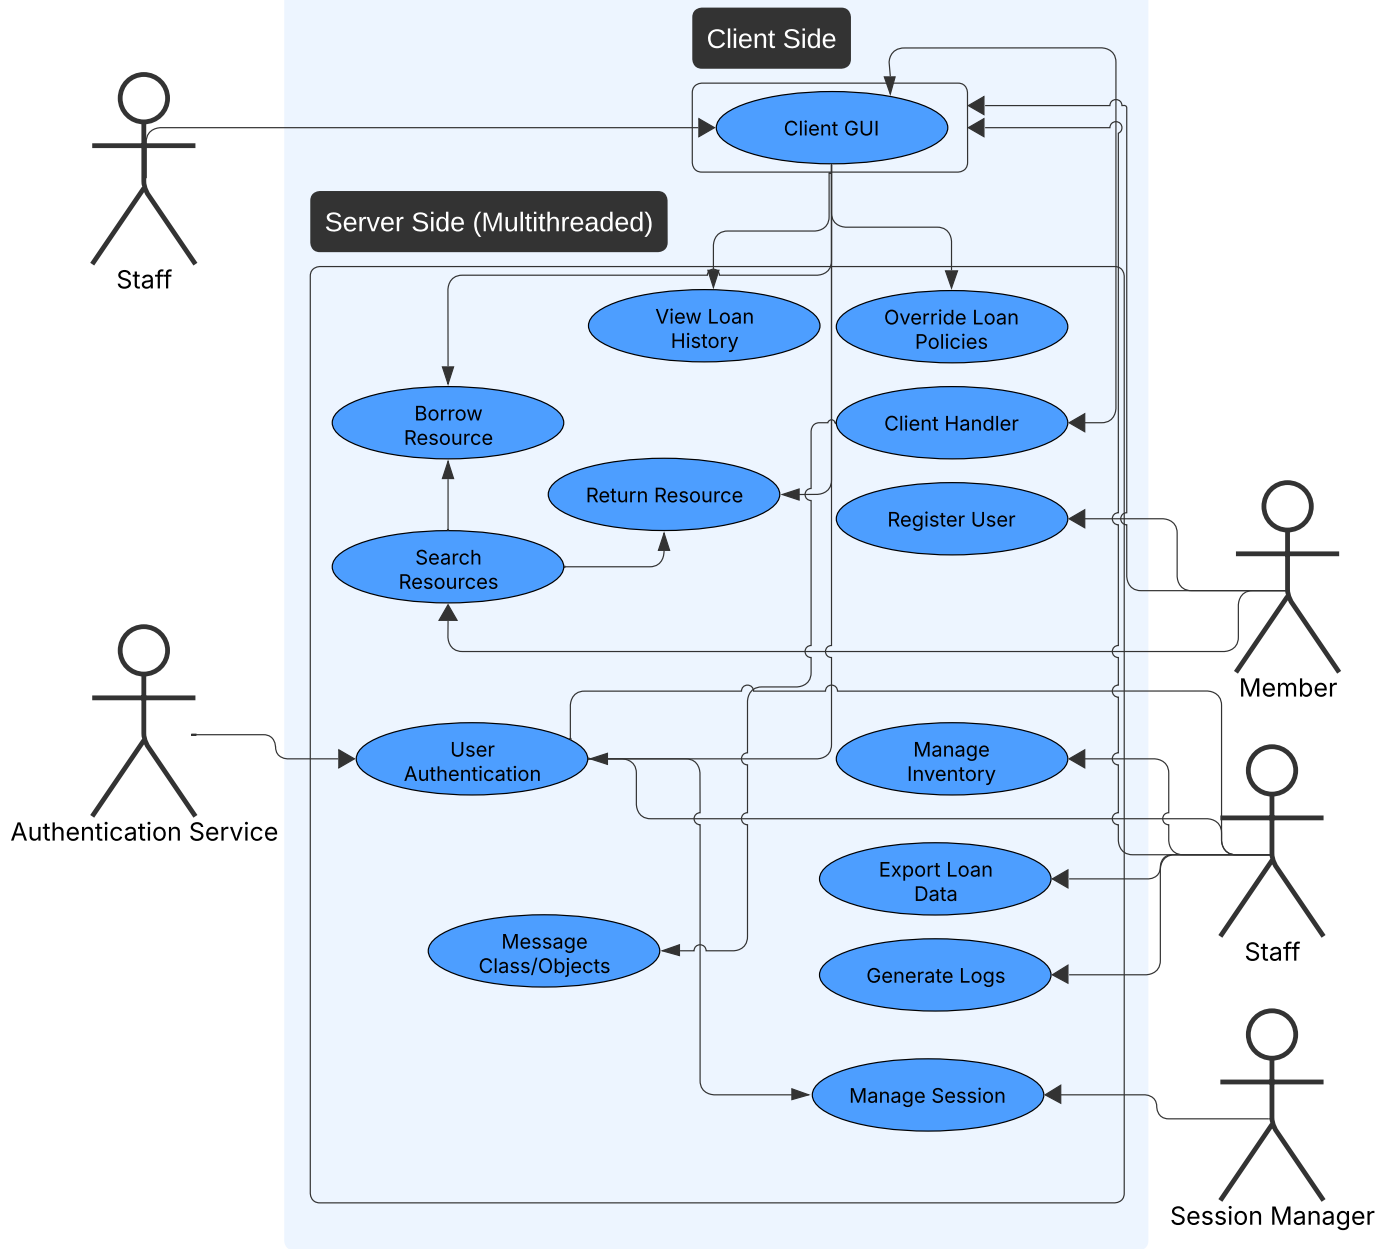 Client Side
Client GUI
Server Side (Multithreaded)
Staff
View Loan
History
Override Loan
Policies
Borrow
Resource
Client Handler
Return Resource
Register User
Search
Resources
Member
User
Authentication
Manage
Inventory
Authentication Service
Export Loan
Data
Staff
Message
Class/Objects
Generate Logs
Manage Session
Session Manager